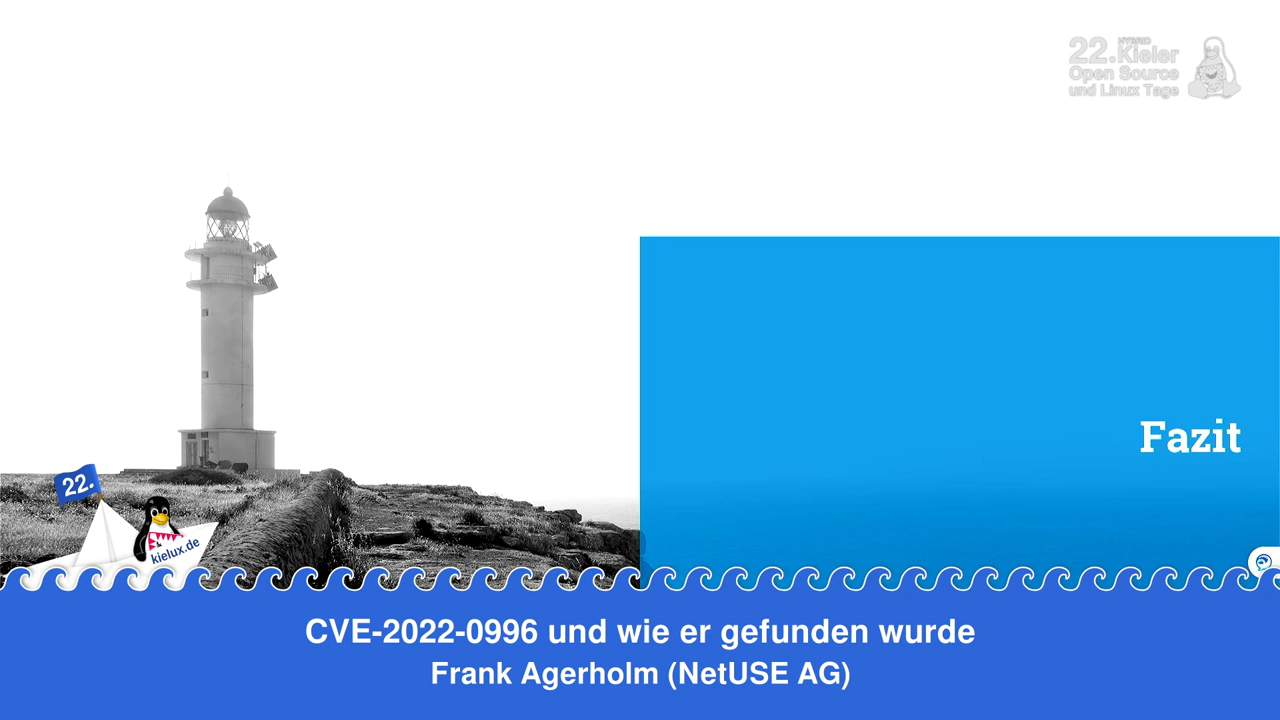 22. HYBRID
Kieler
Open Source
und Linux Tage
Fazit
22.
kielux.de
CVE-2022-0996 und wie er gefunden wurde
Frank Agerholm (NetUSE AG)